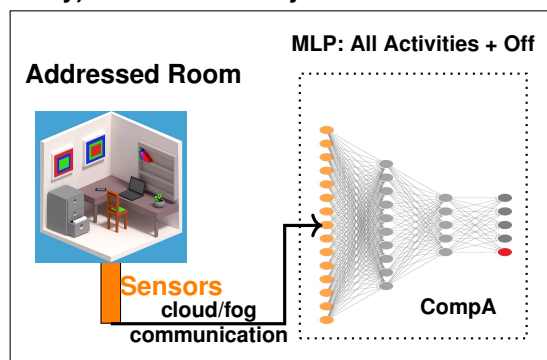 MLP: All Activities + Off
Addressed Room
Sensors
cloud/fog
communication
CompA